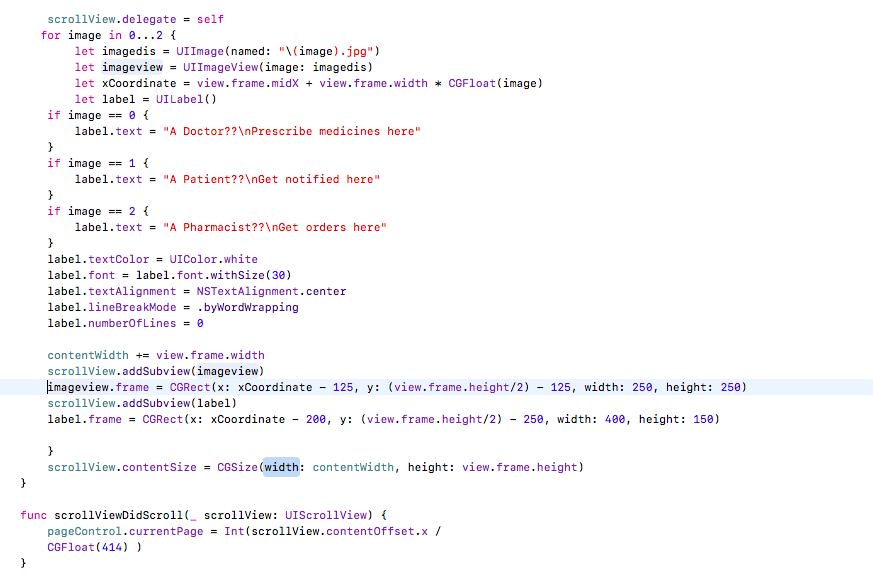 scrollView.delegate = self
for image in 0...2 {
let imagedis = UIImage(named: "\(image).jpg")
let imageview = UIImageView(image: imagedis)
let xCoordinate = view.frame.midX + view.frame.width * CGFloat(image)
let label = UILabel()
if image == 0 {
label.text = "A Doctor??\nPrescribe medicines here"
}
if image == 1 {
label.text = "A Patient??\nGet notified here"
}
if image == 2 {
label.text = "A Pharmacist??\nGet orders here"
}
label.textColor = UIColor.white
label.font = label.font.withSize(30)
label.textAlignment = NSTextAlignment.center
label.lineBreakMode = .byWordWrapping
label.numberOfLines = 0
contentWidth += view.frame.width
scrollView.addSubview(imageview)
imageview.frame = CGRect(x: xCoordinate - 125, y: (view.frame.height/2) - 125, width: 250, height: 250)
scrollView.addSubview(label)
label.frame = CGRect(x: xCoordinate - 200, y: (view.frame.height/2) - 250, width: 400, height: 150)
}
scrollView.contentSize = CGSize(width: contentWidth, height: view.frame.height)
}
func scrollViewDidScroll(_ scrollView: UIScrollView) {
pageControl.currentPage = Int(scrollView.contentOffset.x /
CGFloat(414) )
}